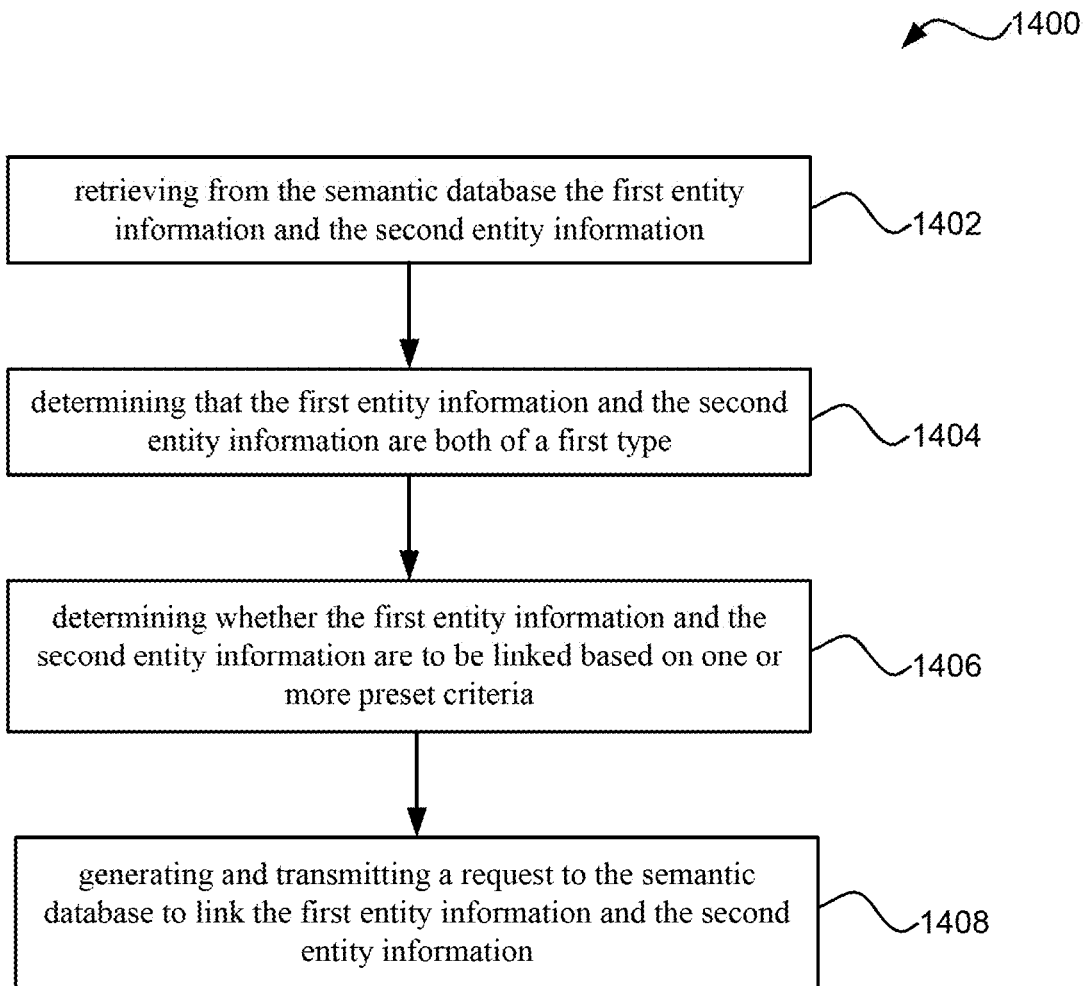 1400
retrieving from the semantic database the first entity
information and the second entity information
1402
determining that the first entity information and the second
entity information are both of a first type
1404
determining whether the first entity information and the
second entity information are to be linked based on one or
more preset criteria
1406
generating and transmitting a request to the semantic
database to link the first entity information and the second
entity information
1408